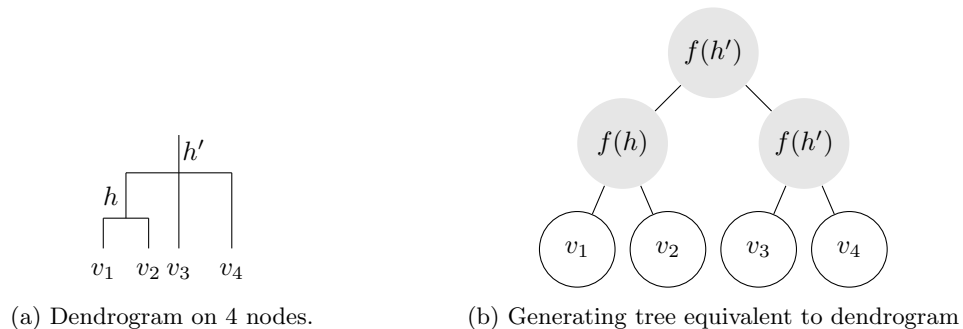 f(h′)
f(h)
f(h′)
h′
h
v₁ v₂ v₃ v₄
v₁ v₂ v₃ v₄
(a) Dendrogram on 4 nodes.
(b) Generating tree equivalent to dendrogram